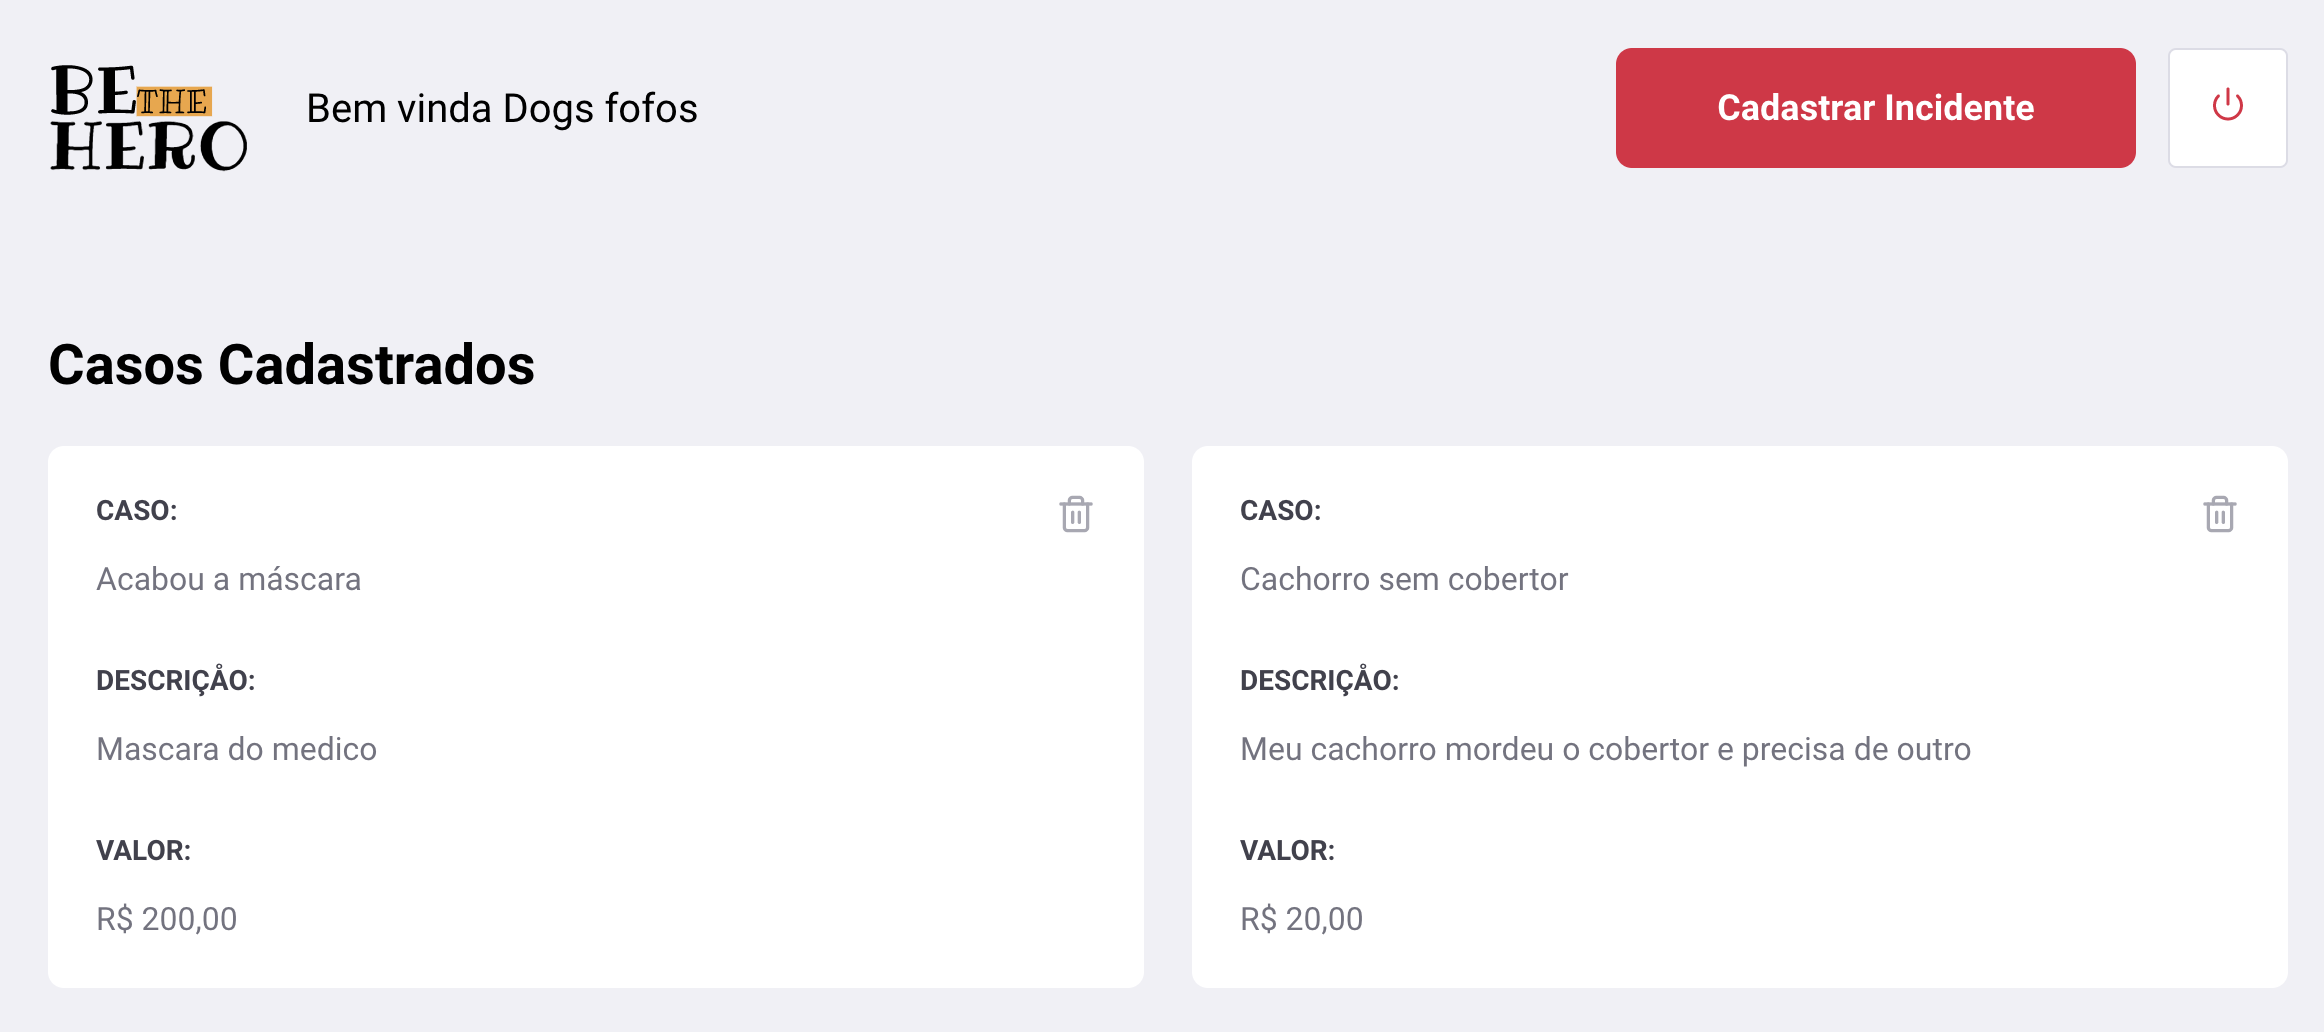 BE THE
HERO
Bem vinda Dogs fofos
Cadastrar Incidente
Casos Cadastrados
CASO:
Acabou a máscara
DESCRIÇÅO:
Mascara do medico
VALOR:
R$ 200,00
CASO:
Cachorro sem cobertor
DESCRIÇÅO:
Meu cachorro mordeu o cobertor e precisa de outro
VALOR:
R$ 20,00